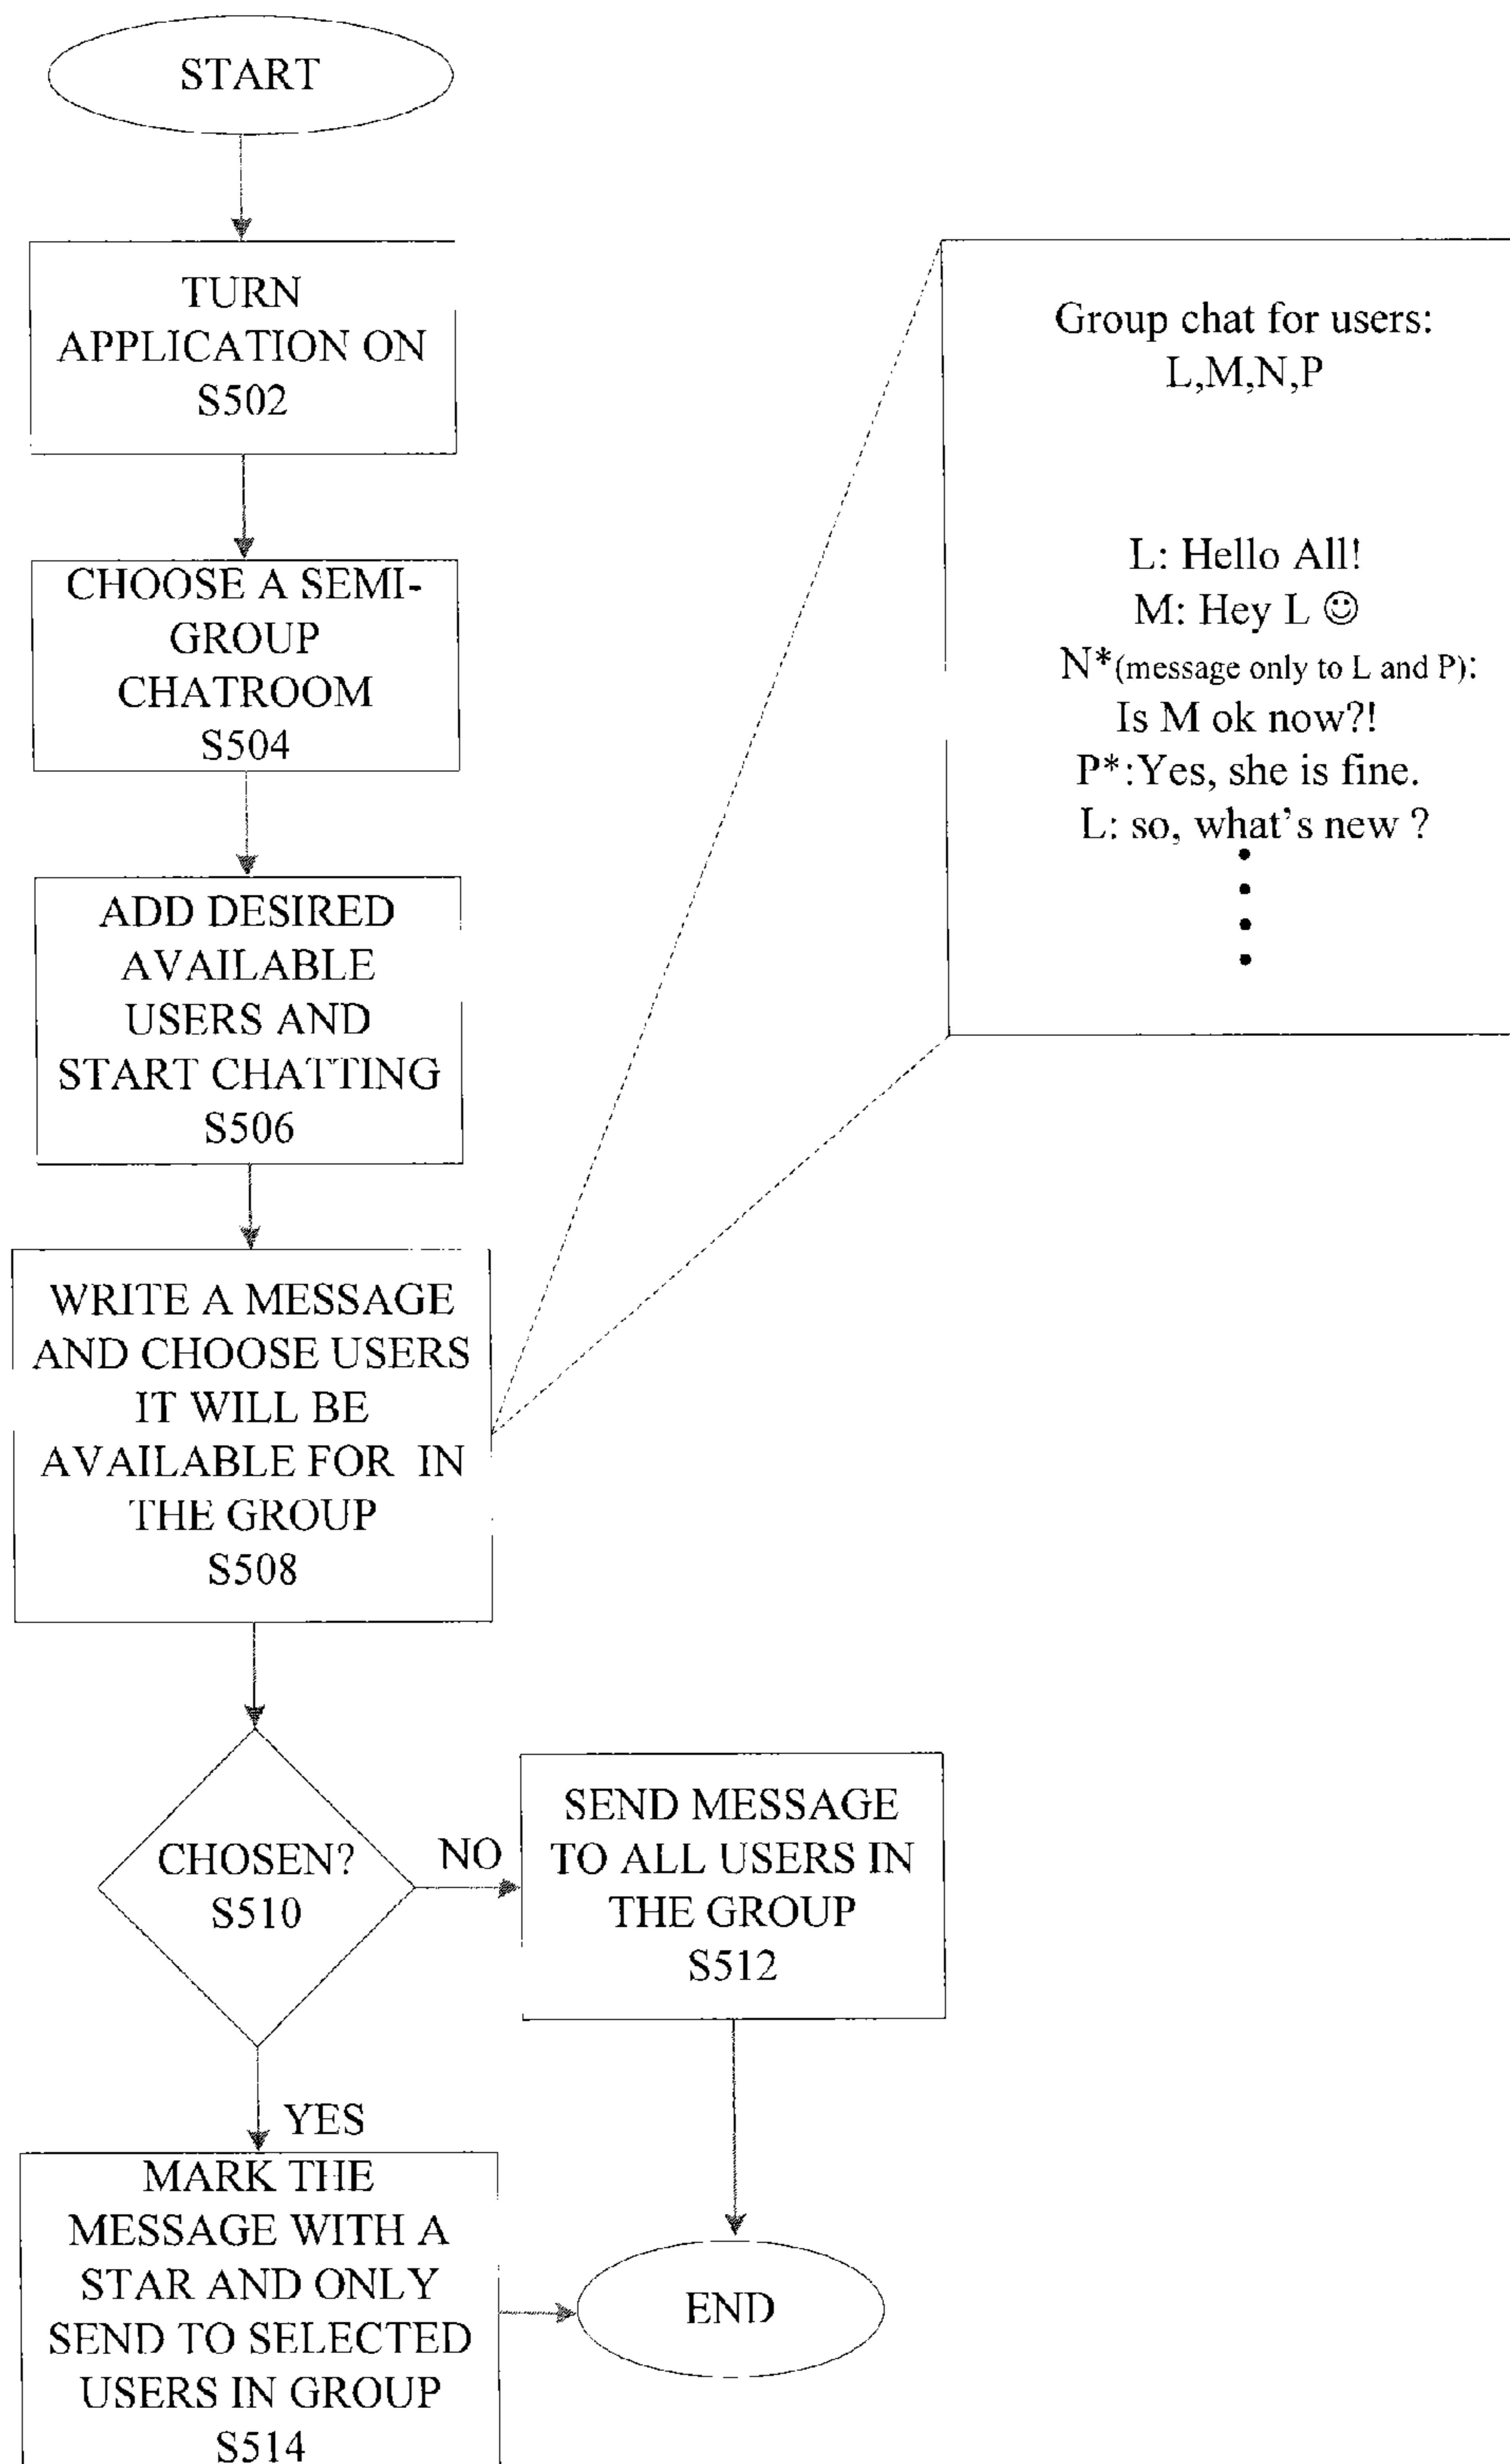 START
TURN
APPLICATION ON
S502
CHOOSE A SEMI-
GROUP
CHATROOM
S504
ADD DESIRED
AVAILABLE
USERS AND
START CHATTING
S506
WRITE A MESSAGE
AND CHOOSE USERS
IT WILL BE
AVAILABLE FOR IN
THE GROUP
S508
Group chat for users:
L,M,N,P
L: Hello All!
M: Hey L ☺
N*(message only to L and P):
Is M ok now?!
P*:Yes, she is fine.
L: so, what's new ?
CHOSEN?
S510
NO
SEND MESSAGE
TO ALL USERS IN
THE GROUP
S512
YES
MARK THE
MESSAGE WITH A
STAR AND ONLY
SEND TO SELECTED
USERS IN GROUP
S514
END